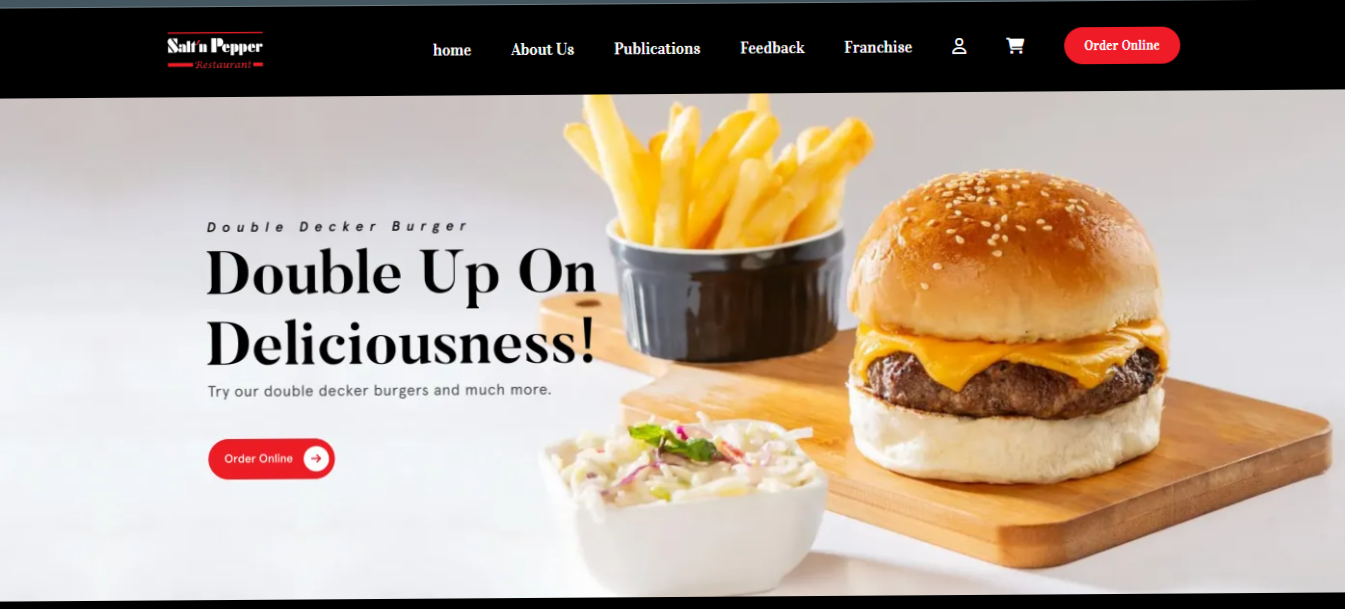 Salt'n Pepper
Restaurant
home About Us Publications Feedback Franchise Order Online
Double Decker Burger
Double Up On
Deliciousness!
Try our double decker burgers and much more.
Order Online